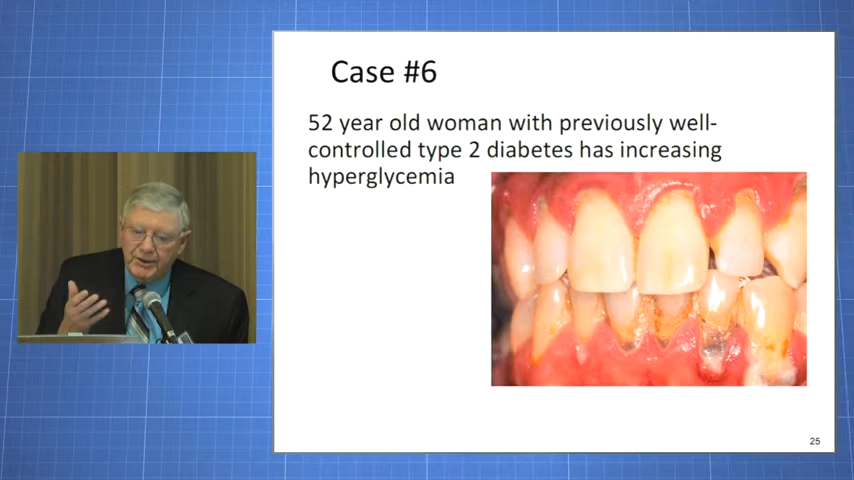 Case #6
52 year old woman with previously well-
controlled type 2 diabetes has increasing
hyperglycemia
25